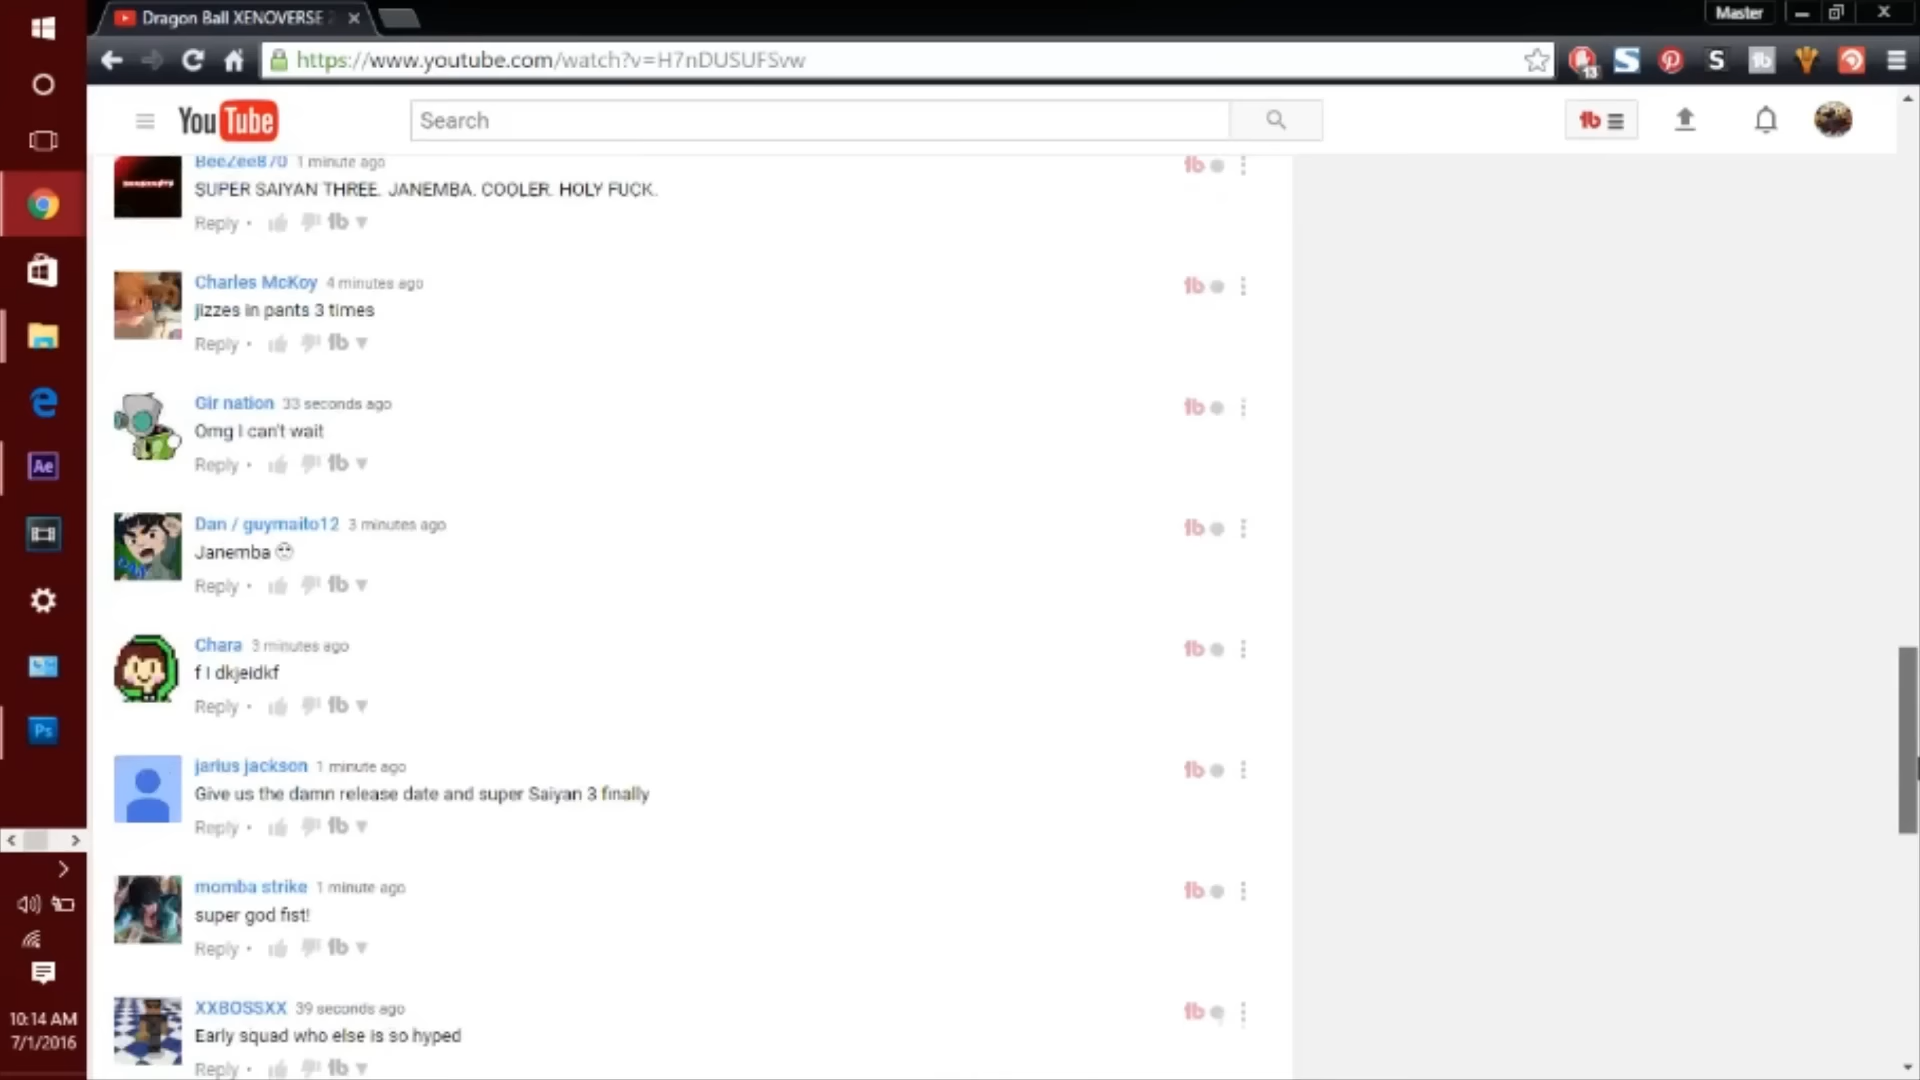 Dragon Ball XENOVERSE
Master
https://www.youtube.com/watch?v=H7nDUSUFSvw
13
YouTube
Search
BeeZee870 1 minute ago
SUPER SAIYAN THREE. JANEMBA. COOLER. HOLY FUCK.
Reply •
Charles McKoy 4 minutes ago
jizzes in pants 3 times
Reply •
Gir nation 33 seconds ago
Omg I can't wait
Reply •
Dan / guymaito12 3 minutes ago
Janemba
Reply •
Chara 3 minutes ago
f I dkjeidkf
Reply •
jarius jackson 1 minute ago
Give us the damn release date and super Saiyan 3 finally
Reply •
momba strike 1 minute ago
super god fist!
Reply •
XXBOSSXX 39 seconds ago
Early squad who else is so hyped
Reply •
Ae
Ps
10:14 AM
7/1/2016